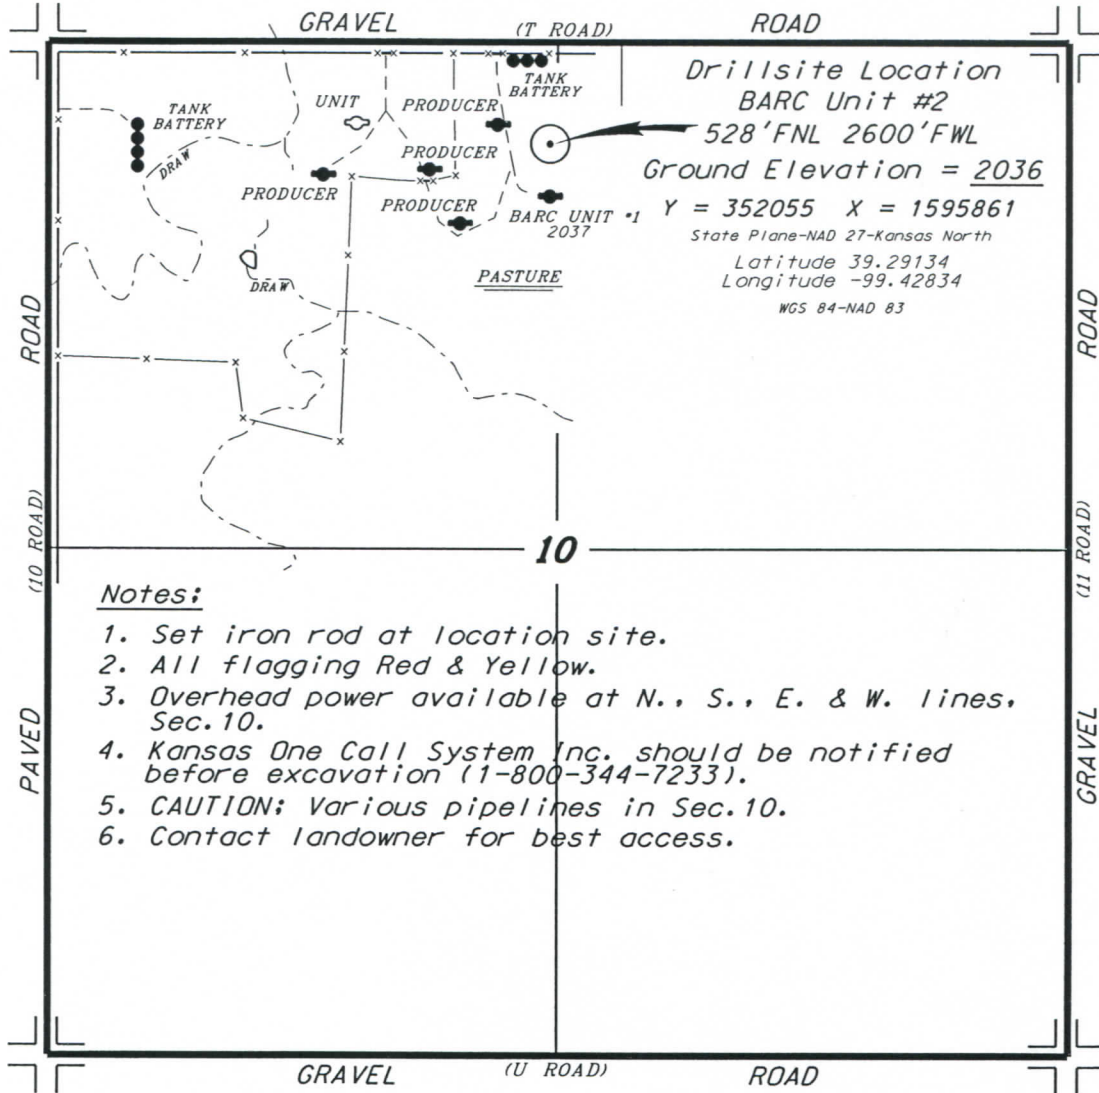 GRAVEL (T ROAD) ROAD
Drillsite Location
BARC Unit #2
528'FNL 2600'FWL
Ground Elevation = 2036
Y = 352055 X = 1595861
State Plane-NAD 27-Kansas North
Latitude 39.29134
Longitude -99.42834
WGS 84-NAD 83
TANK
BATTERY
TANK
BATTERY
UNIT
PRODUCER
PRODUCER
PRODUCER
PRODUCER
DRAW
BARC UNIT #1
2037
PASTURE
DRAW
ROAD
(10 ROAD)
PAVED
ROAD
(11 ROAD)
GRAVEL
10
Notes:
1. Set iron rod at location site.
2. All flagging Red & Yellow.
3. Overhead power available at N., S., E. & W. lines,
Sec.10.
4. Kansas One Call System Inc. should be notified
before excavation (1-800-344-7233).
5. CAUTION: Various pipelines in Sec.10.
6. Contact landowner for best access.
GRAVEL (U ROAD) ROAD